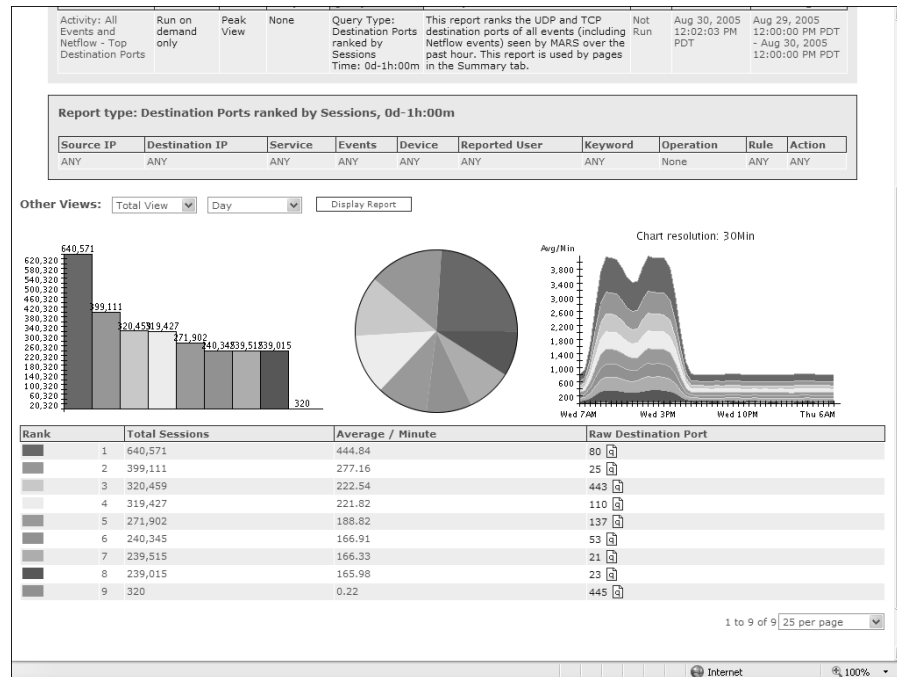 Activity: All Events and Netflow - Top Destination Ports
Run on demand only
Peak View
None
Query Type: Destination Ports ranked by Sessions Time: 0d-1h:00m
This report ranks the UDP and TCP destination ports of all events (including Netflow events) seen by MARS over the past hour. This report is used by pages in the Summary tab.
Not Run
Aug 30, 2005 12:02:03 PM PDT
Aug 29, 2005 12:00:00 PM PDT - Aug 30, 2005 12:00:00 PM PDT
Report type: Destination Ports ranked by Sessions, 0d-1h:00m
Source IP Destination IP Service Events Device Reported User Keyword Operation Rule Action
ANY ANY ANY ANY ANY ANY ANY None ANY ANY
Other Views: Total View Day Display Report
640,571
399,111
320,459
319,427
271,902
240,345
239,515
239,015
320
620,320
580,320
540,320
500,320
460,320
420,320
380,320
340,320
300,320
260,320
220,320
180,320
140,320
100,320
60,320
20,320
Chart resolution: 30Min
Avg/Min
3,800
3,400
3,000
2,600
2,200
1,800
1,400
1,000
600
200
Wed 7AM Wed 3PM Wed 10PM Thu 6AM
Rank Total Sessions Average / Minute Raw Destination Port
1 640,571 444.84 80 q
2 399,111 277.16 25 q
3 320,459 222.54 443 q
4 319,427 221.82 110 q
5 271,902 188.82 137 q
6 240,345 166.91 53 q
7 239,515 166.33 21 q
8 239,015 165.98 23 q
9 320 0.22 445 q
1 to 9 of 9 25 per page
Internet 100%